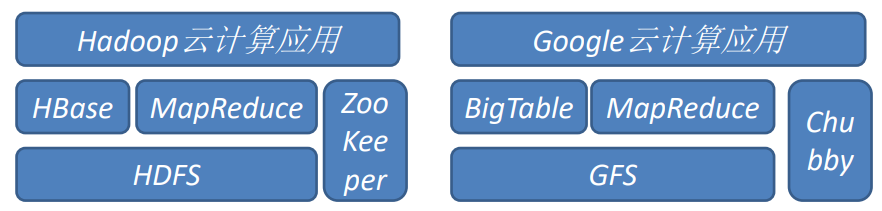 Hadoop云计算应用
HBase
MapReduce
Zoo
Kee
per
HDFS
Google云计算应用
BigTable
MapReduce
Chu
bby
GFS